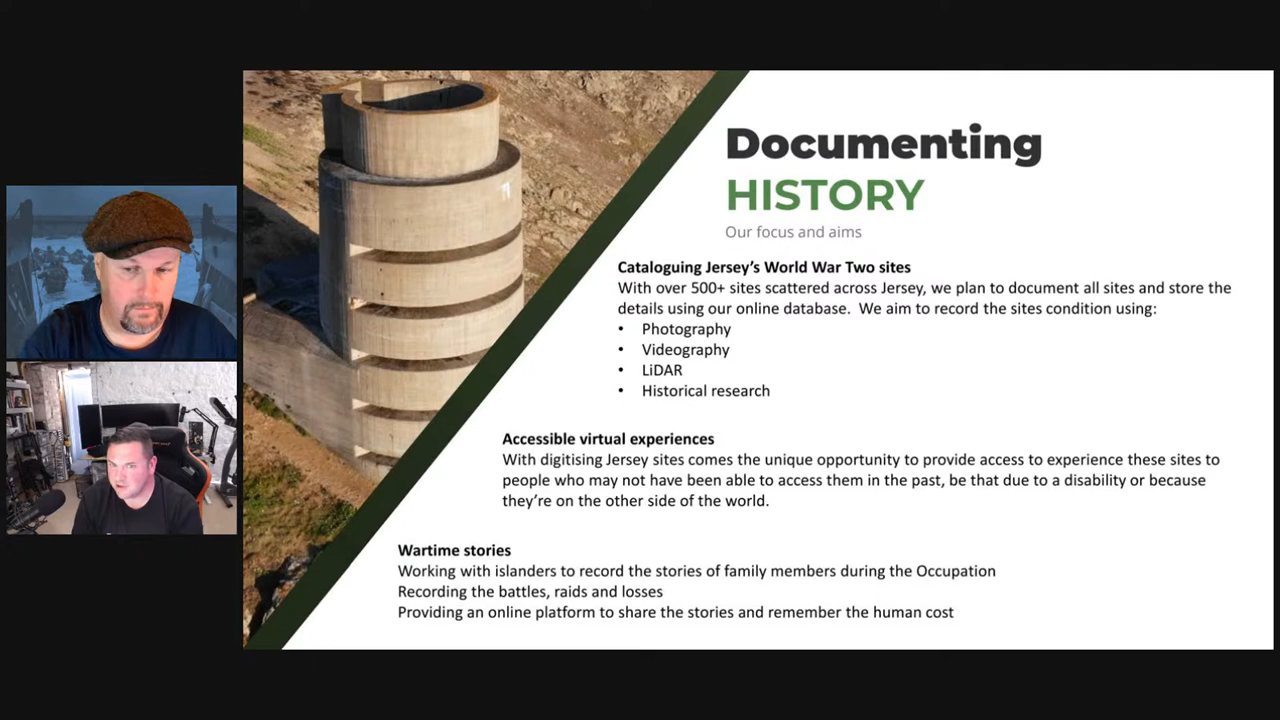 Documenting
HISTORY
Our focus and aims
Cataloguing Jersey’s World War Two sites
With over 500+ sites scattered across Jersey, we plan to document all sites and store the
details using our online database.  We aim to record the sites condition using:
• Photography
• Videography
• LiDAR
• Historical research
Accessible virtual experiences
With digitising Jersey sites comes the unique opportunity to provide access to experience these sites to
people who may not have been able to access them in the past, be that due to a disability or because
they’re on the other side of the world.
Wartime stories
Working with islanders to record the stories of family members during the Occupation
Recording the battles, raids and losses
Providing an online platform to share the stories and remember the human cost